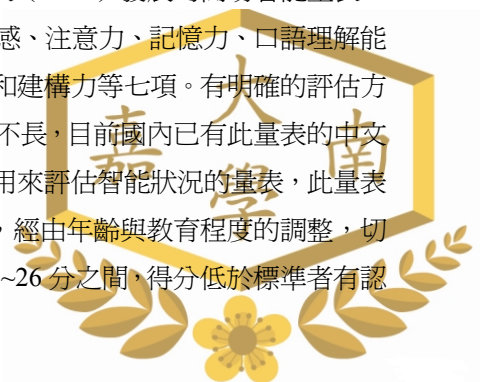 感、注意力、記憶力、口語理解能
和建構力等七項。有明確的評估方
不長，目前國內已有此量表的中文
用來評估智能狀況的量表，此量表
，經由年齡與教育程度的調整，切
~26 分之間，得分低於標準者有認
大
嘉 南
學